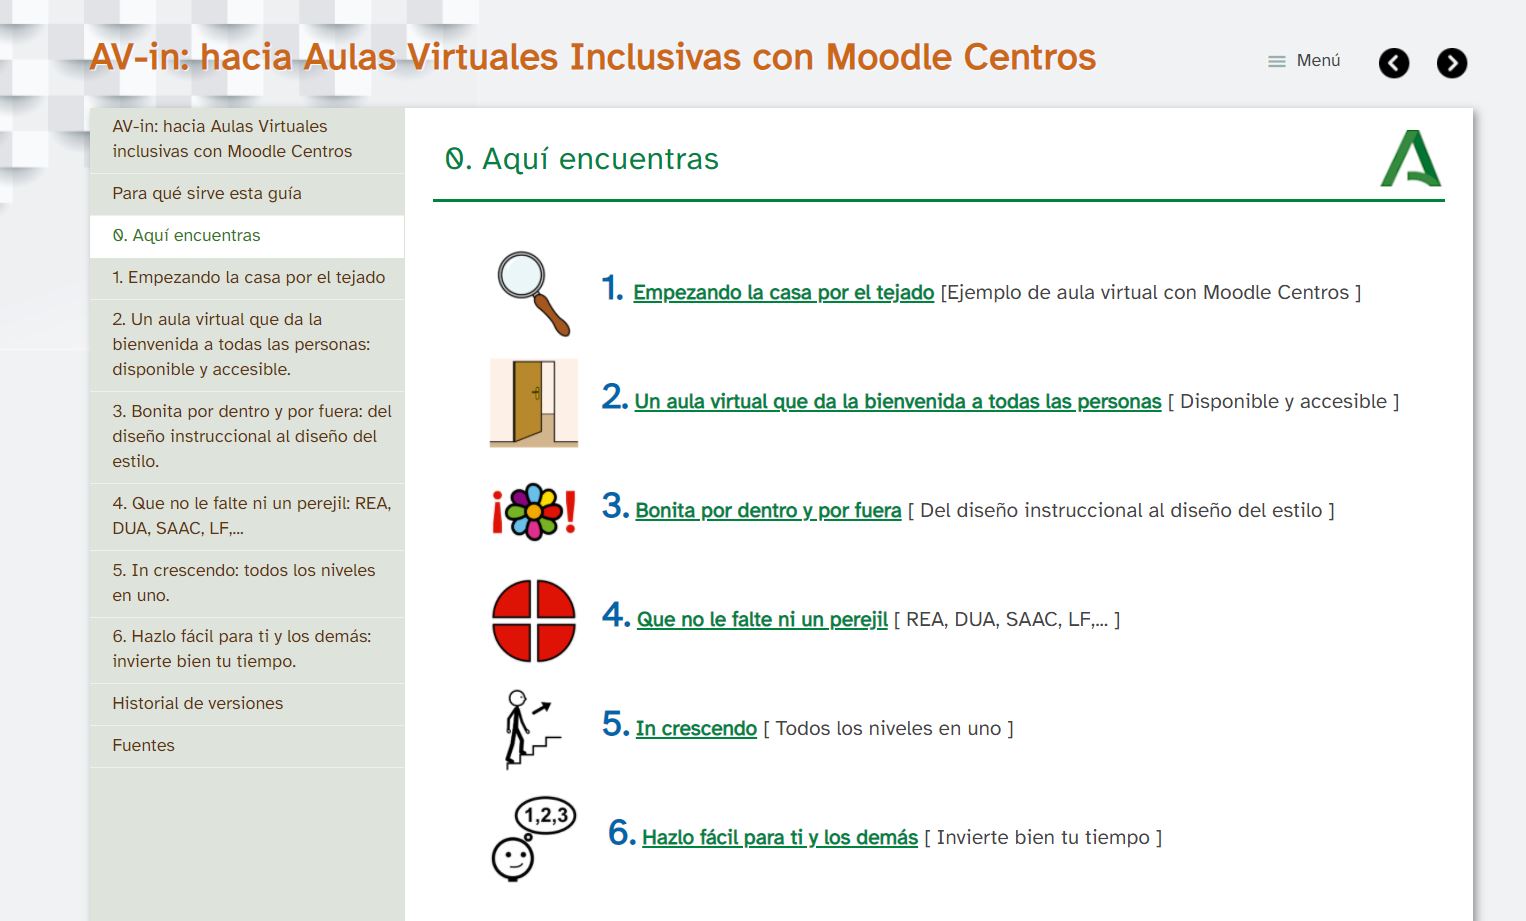 AV-in: hacia Aulas Virtuales Inclusivas con Moodle Centros
Menú
AV-in: hacia Aulas Virtuales
inclusivas con Moodle Centros
Para qué sirve esta guía
0. Aquí encuentras
1. Empezando la casa por el tejado
2. Un aula virtual que da la
bienvenida a todas las personas:
disponible y accesible.
3. Bonita por dentro y por fuera: del
diseño instruccional al diseño del
estilo.
4. Que no le falte ni un perejil: REA,
DUA, SAAC, LF,...
5. In crescendo: todos los niveles
en uno.
6. Hazlo fácil para ti y los demás:
invierte bien tu tiempo.
Historial de versiones
Fuentes
0. Aquí encuentras
1. Empezando la casa por el tejado [Ejemplo de aula virtual con Moodle Centros ]
2. Un aula virtual que da la bienvenida a todas las personas [ Disponible y accesible ]
3. Bonita por dentro y por fuera [ Del diseño instruccional al diseño del estilo ]
4. Que no le falte ni un perejil [ REA, DUA, SAAC, LF,... ]
5. In crescendo [ Todos los niveles en uno ]
1,2,3
6. Hazlo fácil para ti y los demás [ Invierte bien tu tiempo ]